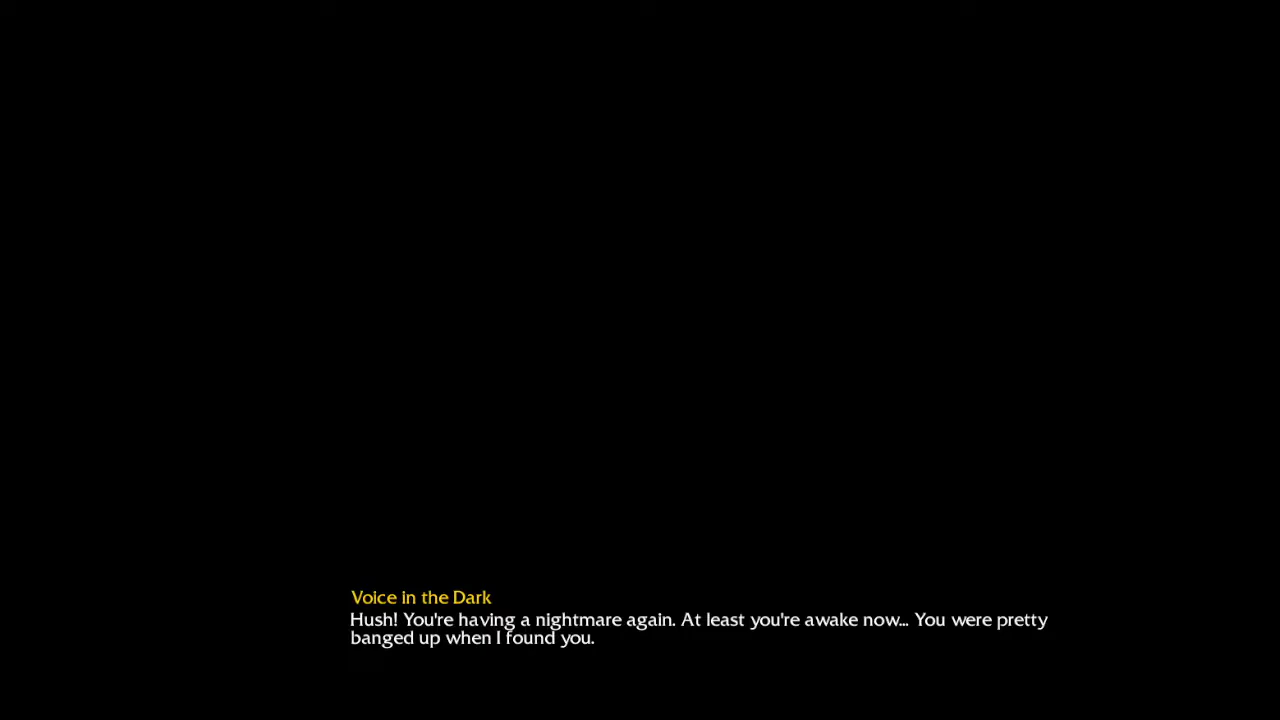 Voice in the Dark
Hush! You're having a nightmare again. At least you're awake now... You were pretty
banged up when I found you.